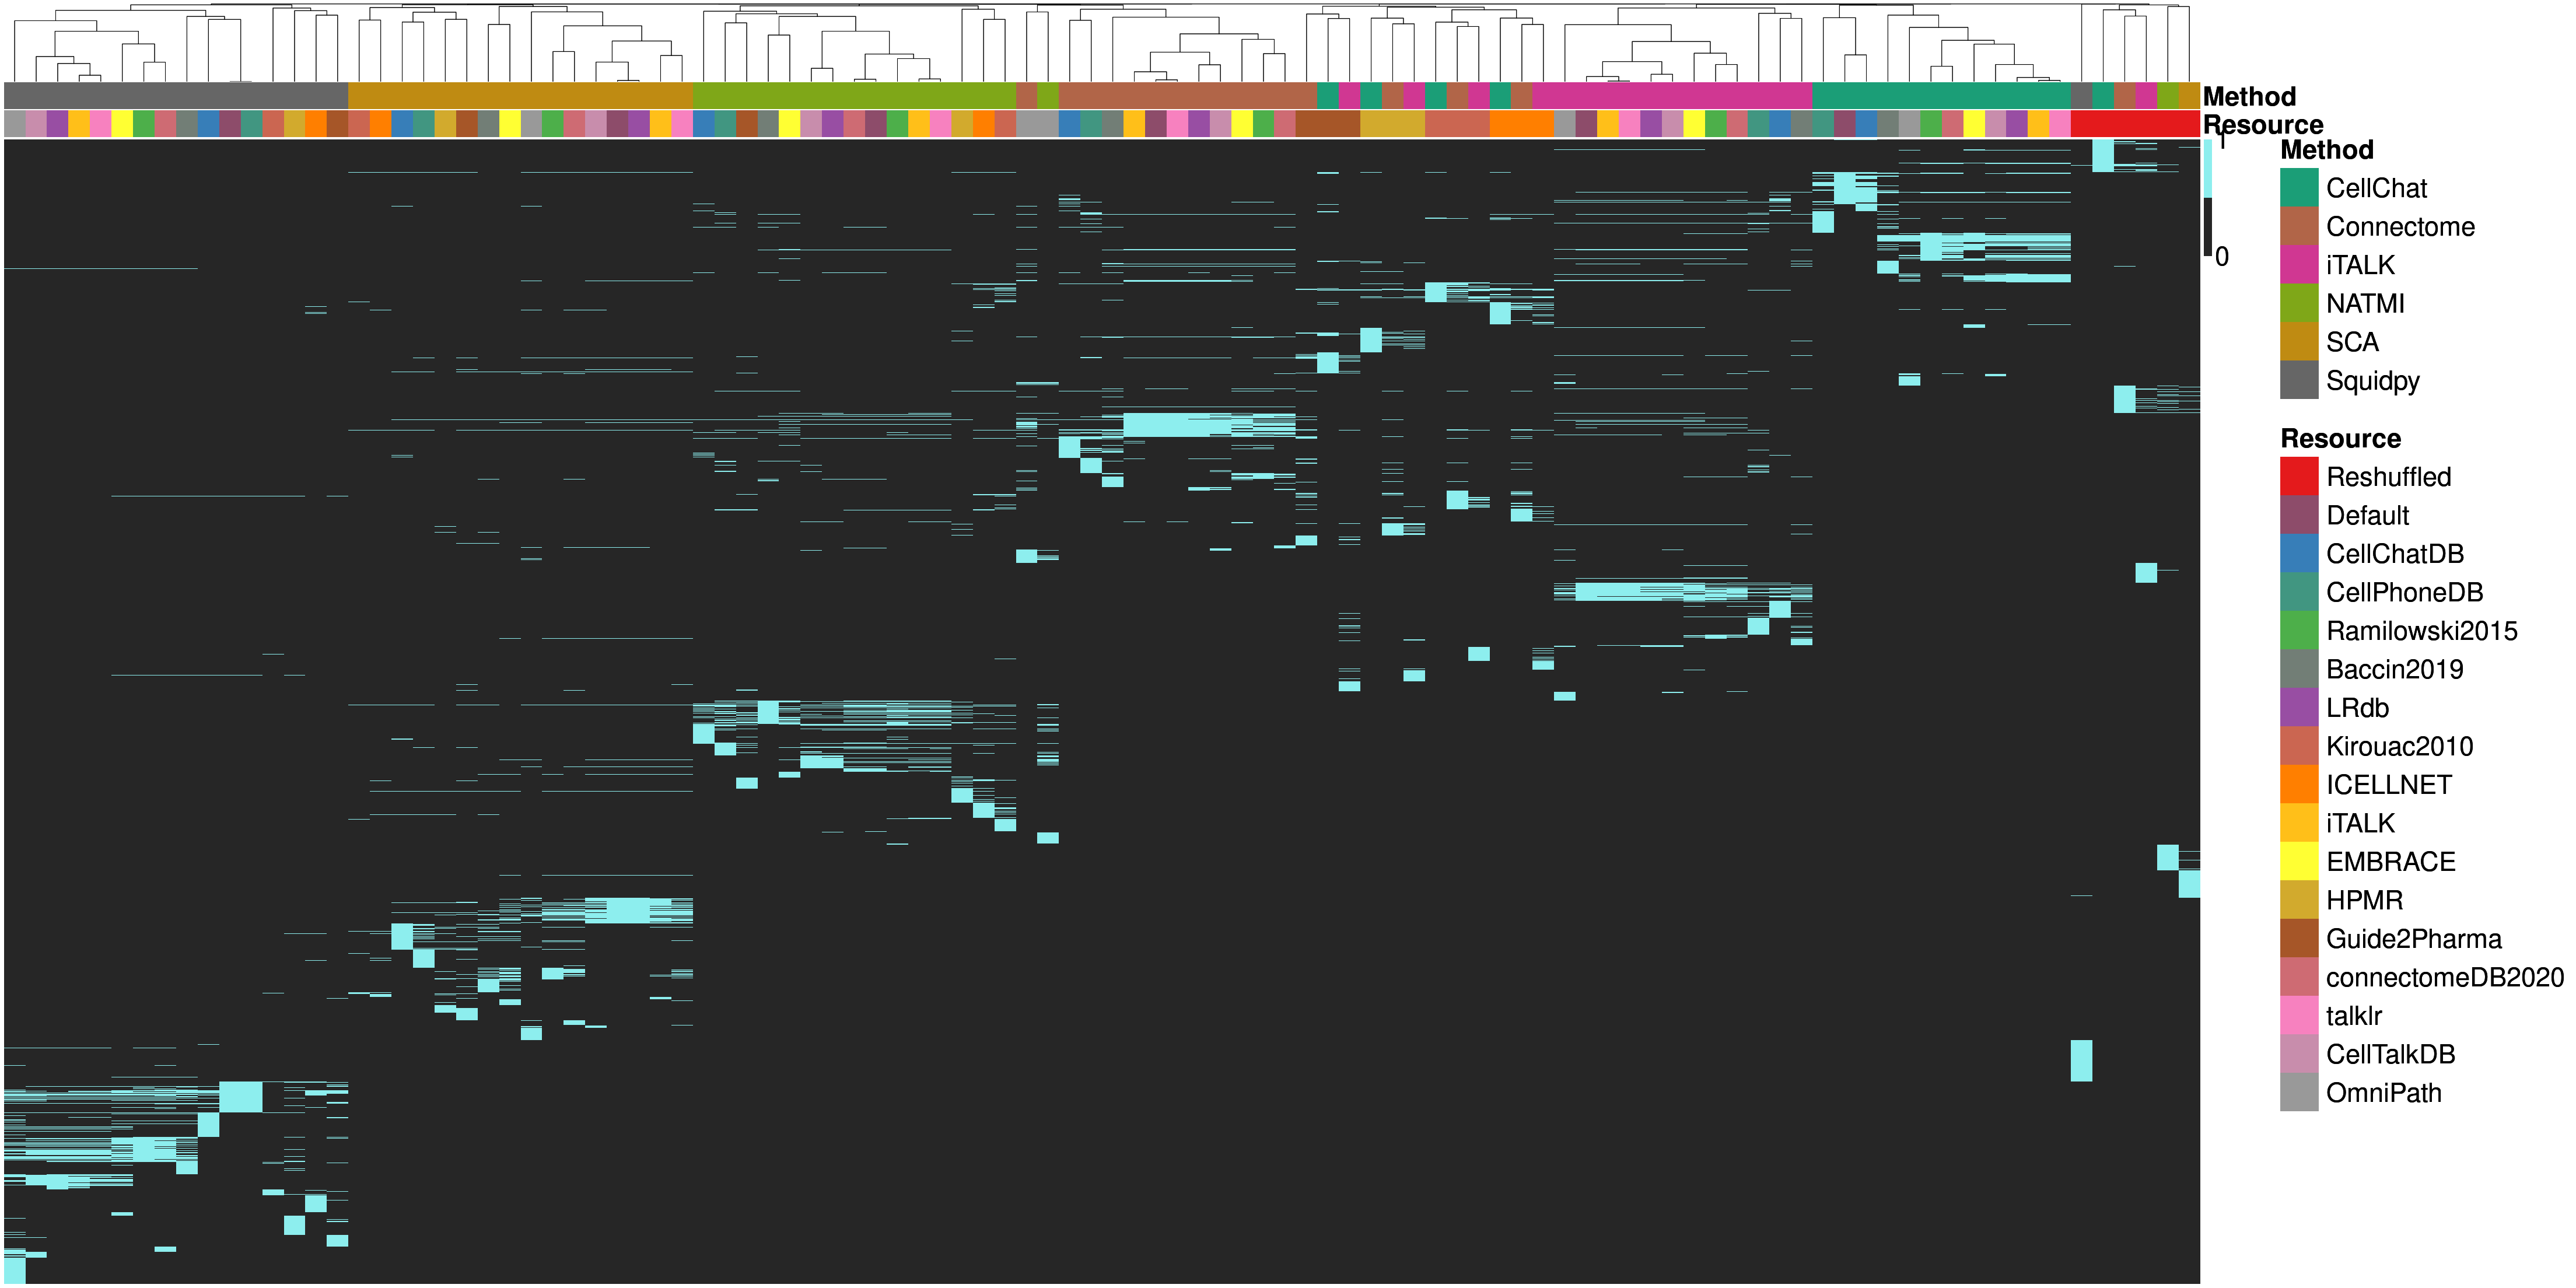 Method
Resource
1
0
Method
CellChat
Connectome
iTALK
NATMI
SCA
Squidpy
Resource
Reshuffled
Default
CellChatDB
CellPhoneDB
Ramilowski2015
Baccin2019
LRdb
Kirouac2010
ICELLNET
iTALK
EMBRACE
HPMR
Guide2Pharma
connectomeDB2020
talklr
CellTalkDB
OmniPath